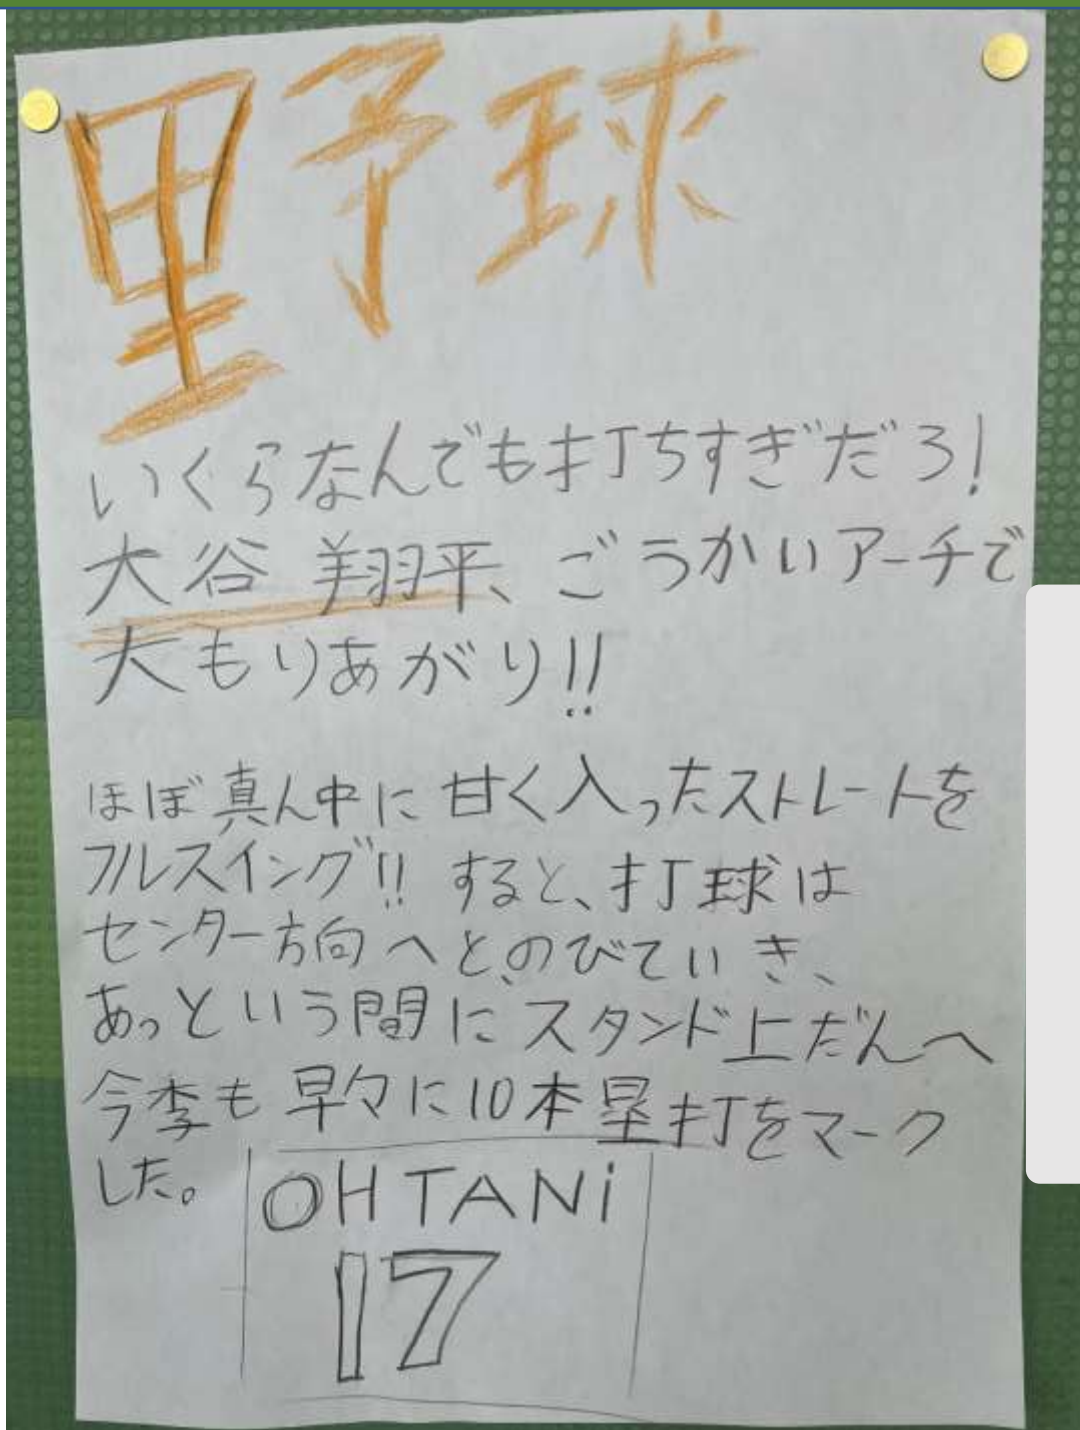 野球
いくらなんでも打ちすぎだろ!
大谷 翔平、ごうかいアーチで
大もりあがり!!
ほぼ真ん中に甘く入ったストレートを
フルスイング!! すると、打球は
センター方向へと、のびていき、
あっという間にスタンド上だんへ
今季も早々に10本塁打をマーク
した。
OHTANi
17